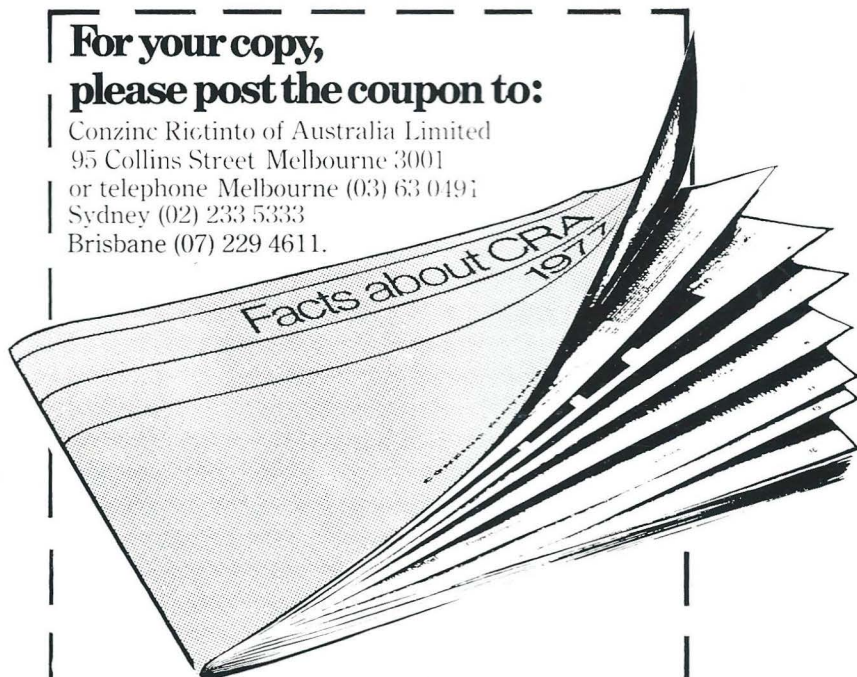 For your copy,
please post the coupon to:
Conzinc Riotinto of Australia Limited
95 Collins Street Melbourne 3001
or telephone Melbourne (03) 63 0491
Sydney (02) 233 5333
Brisbane (07) 229 4611.
Facts about CRA
1977